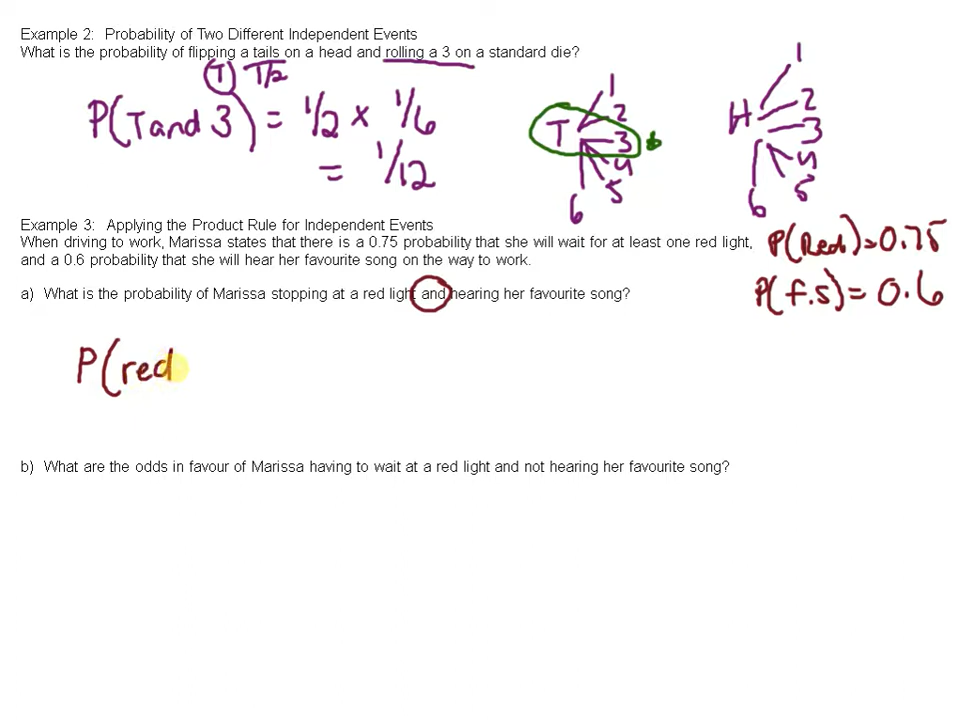 Example 2: Probability of Two Different Independent Events
What is the probability of flipping a tails on a head and rolling a 3 on a standard die?
T
P(T and 3) = 1/2 × 1/6
= 1/12
T 1 2 3 4 5 6
H 1 2 3 4 5 6
Example 3: Applying the Product Rule for Independent Events
When driving to work, Marissa states that there is a 0.75 probability that she will wait for at least one red light,
and a 0.6 probability that she will hear her favourite song on the way to work.
P(Red)=0.75
P(f.s)= 0.6
a) What is the probability of Marissa stopping at a red light and hearing her favourite song?
P(red
b) What are the odds in favour of Marissa having to wait at a red light and not hearing her favourite song?